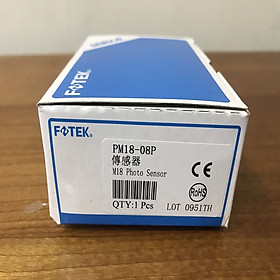 FOTEK
FOTEK®
PM18-08P
傳感器
M18 Photo Sensor
CE
RoHS
QTY:1 Pcs
LOT 0951TH